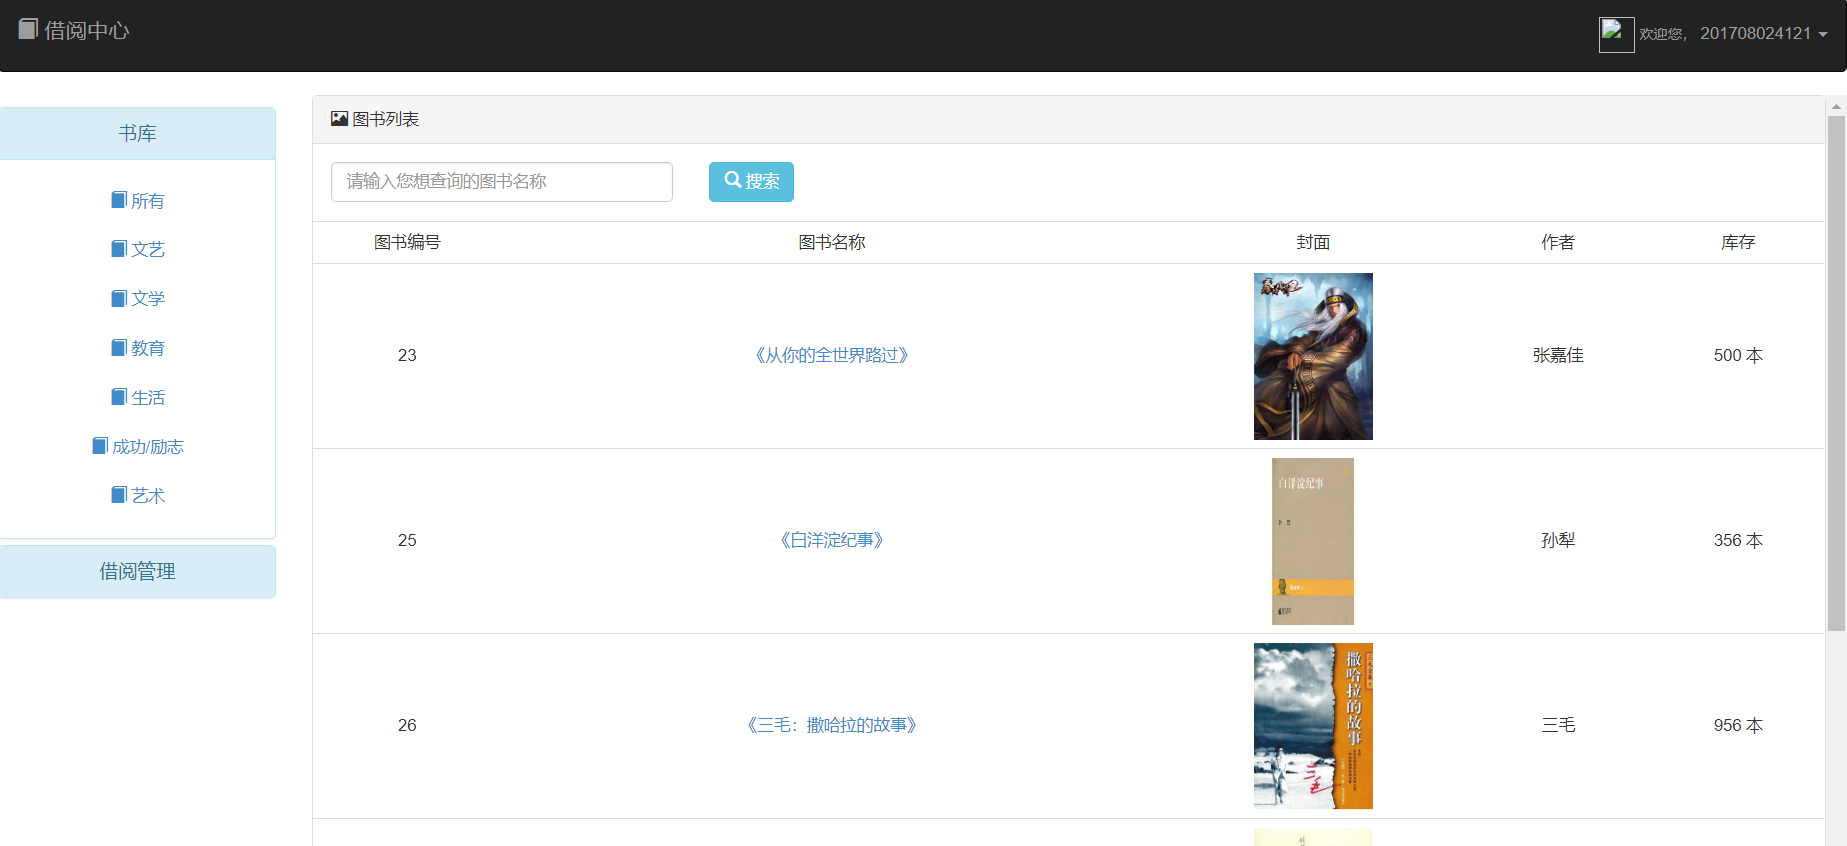 借阅中心
欢迎您， 201708024121
书库
所有
文艺
文学
教育
生活
成功/励志
艺术
借阅管理
图书列表
请输入您想查询的图书名称 搜索
图书编号 图书名称 封面 作者 库存
23 《从你的全世界路过》 张嘉佳 500 本
25 《白洋淀纪事》 孙犁 356 本
白洋淀纪事
26 《三毛：撒哈拉的故事》 三毛 956 本
撒哈拉的故事
三毛